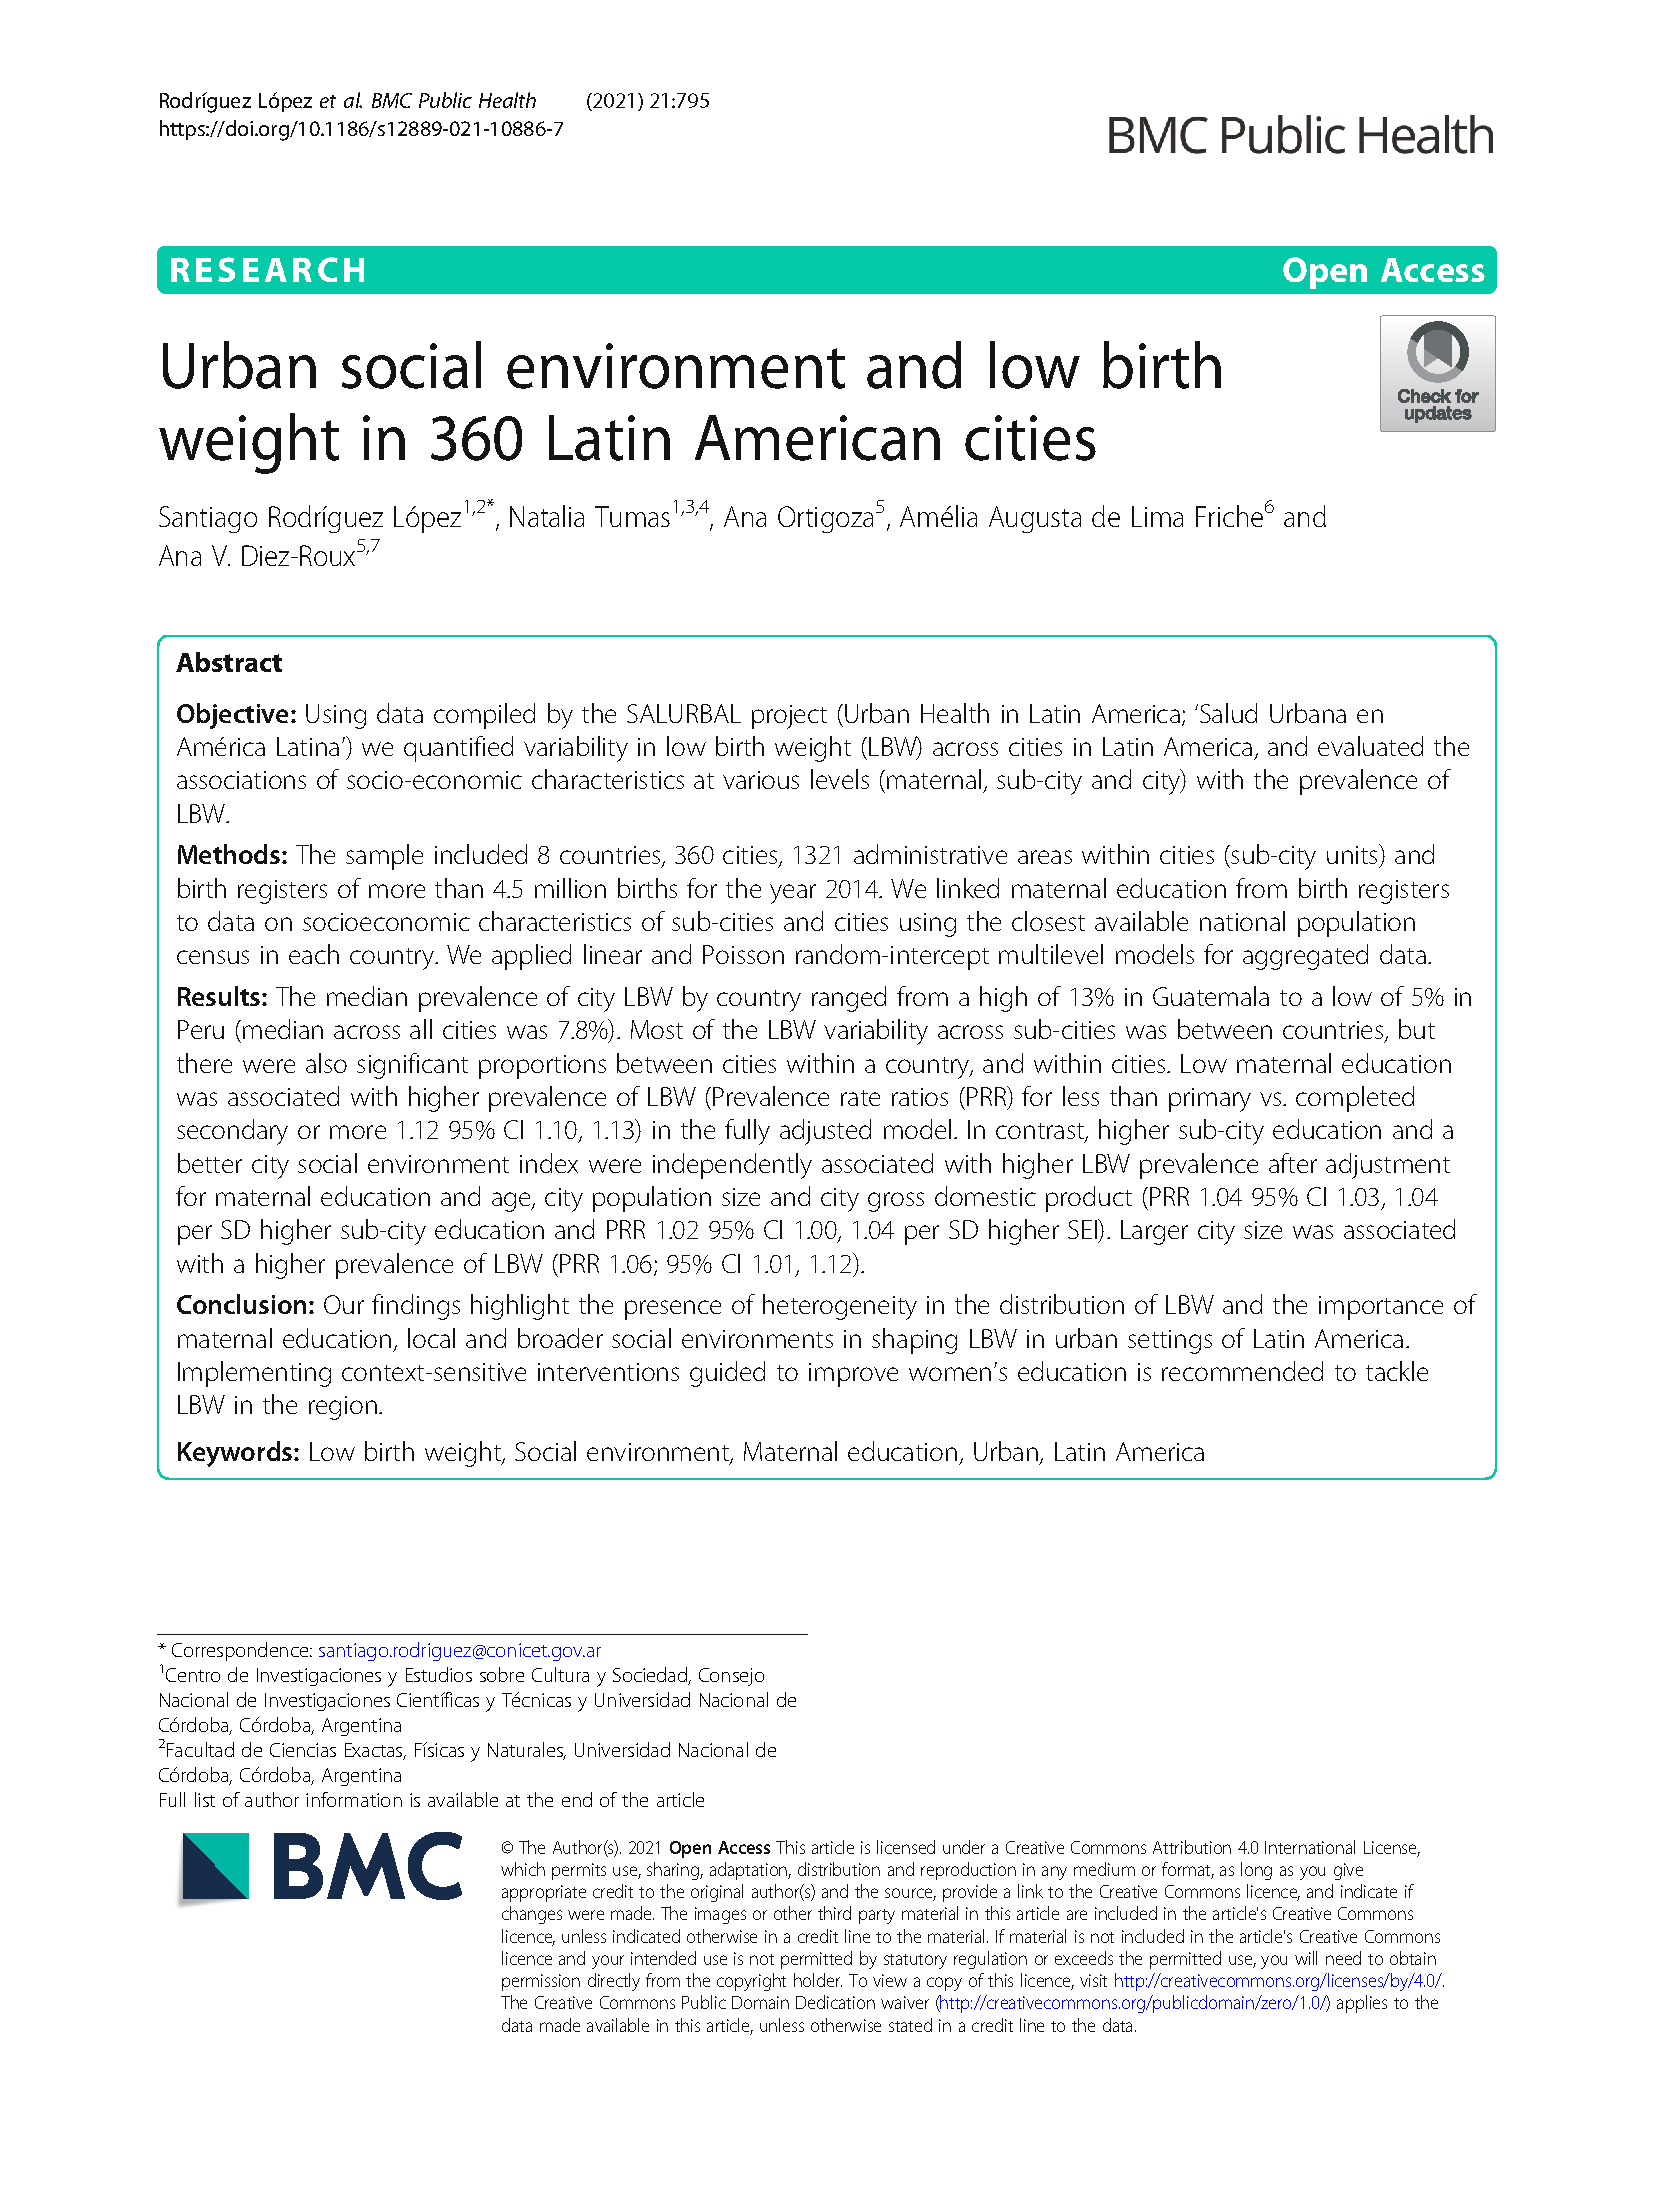 Rodríguez López et al. BMC Public Health (2021) 21:795
https://doi.org/10.1186/s12889-021-10886-7
BMC Public Health
RESEARCH Open Access
Urban social environment and low birth
weight in 360 Latin American cities
Check for
updates
Santiago Rodríguez López1,2*, Natalia Tumas1,3,4, Ana Ortigoza5, Amélia Augusta de Lima Friche6 and
Ana V. Diez-Roux5,7
Abstract
Objective: Using data compiled by the SALURBAL project (Urban Health in Latin America; ‘Salud Urbana en
América Latina’) we quantified variability in low birth weight (LBW) across cities in Latin America, and evaluated the
associations of socio-economic characteristics at various levels (maternal, sub-city and city) with the prevalence of
LBW.
Methods: The sample included 8 countries, 360 cities, 1321 administrative areas within cities (sub-city units) and
birth registers of more than 4.5 million births for the year 2014. We linked maternal education from birth registers
to data on socioeconomic characteristics of sub-cities and cities using the closest available national population
census in each country. We applied linear and Poisson random-intercept multilevel models for aggregated data.
Results: The median prevalence of city LBW by country ranged from a high of 13% in Guatemala to a low of 5% in
Peru (median across all cities was 7.8%). Most of the LBW variability across sub-cities was between countries, but
there were also significant proportions between cities within a country, and within cities. Low maternal education
was associated with higher prevalence of LBW (Prevalence rate ratios (PRR) for less than primary vs. completed
secondary or more 1.12 95% CI 1.10, 1.13) in the fully adjusted model. In contrast, higher sub-city education and a
better city social environment index were independently associated with higher LBW prevalence after adjustment
for maternal education and age, city population size and city gross domestic product (PRR 1.04 95% CI 1.03, 1.04
per SD higher sub-city education and PRR 1.02 95% CI 1.00, 1.04 per SD higher SEI). Larger city size was associated
with a higher prevalence of LBW (PRR 1.06; 95% CI 1.01, 1.12).
Conclusion: Our findings highlight the presence of heterogeneity in the distribution of LBW and the importance of
maternal education, local and broader social environments in shaping LBW in urban settings of Latin America.
Implementing context-sensitive interventions guided to improve women’s education is recommended to tackle
LBW in the region.
Keywords: Low birth weight, Social environment, Maternal education, Urban, Latin America
* Correspondence: santiago.rodriguez@conicet.gov.ar
1Centro de Investigaciones y Estudios sobre Cultura y Sociedad, Consejo
Nacional de Investigaciones Científicas y Técnicas y Universidad Nacional de
Córdoba, Córdoba, Argentina
2Facultad de Ciencias Exactas, Físicas y Naturales, Universidad Nacional de
Córdoba, Córdoba, Argentina
Full list of author information is available at the end of the article
BMC
© The Author(s). 2021 Open Access This article is licensed under a Creative Commons Attribution 4.0 International License,
which permits use, sharing, adaptation, distribution and reproduction in any medium or format, as long as you give
appropriate credit to the original author(s) and the source, provide a link to the Creative Commons licence, and indicate if
changes were made. The images or other third party material in this article are included in the article's Creative Commons
licence, unless indicated otherwise in a credit line to the material. If material is not included in the article's Creative Commons
licence and your intended use is not permitted by statutory regulation or exceeds the permitted use, you will need to obtain
permission directly from the copyright holder. To view a copy of this licence, visit http://creativecommons.org/licenses/by/4.0/.
The Creative Commons Public Domain Dedication waiver (http://creativecommons.org/publicdomain/zero/1.0/) applies to the
data made available in this article, unless otherwise stated in a credit line to the data.